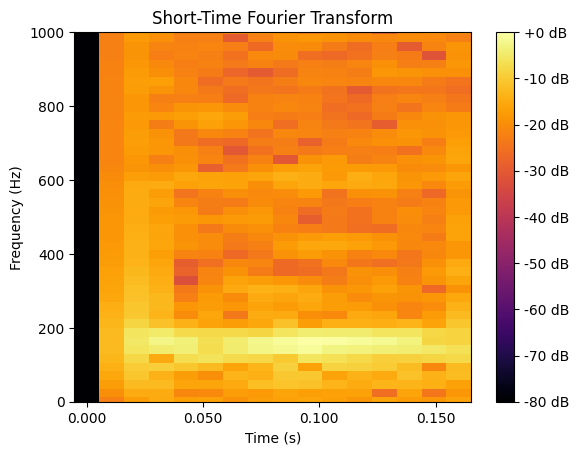 Short-Time Fourier Transform
Frequency (Hz)
1000
800
600
400
200
0
0.000
0.050
0.100
0.150
Time (s)
+0 dB
-10 dB
-20 dB
-30 dB
-40 dB
-50 dB
-60 dB
-70 dB
-80 dB